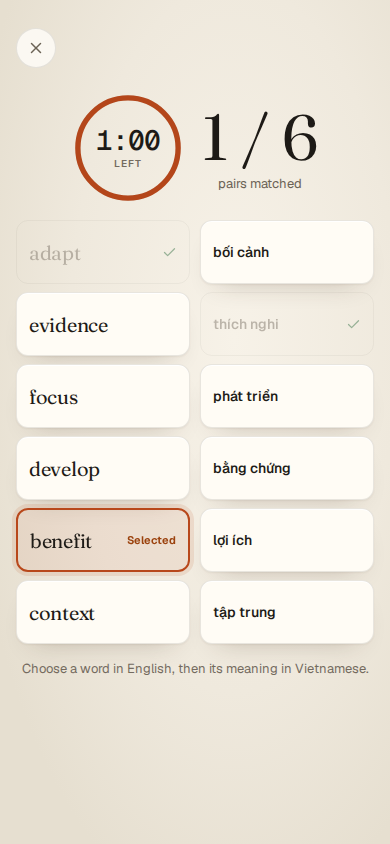 1:00
LEFT
1/6
pairs matched
adapt
bối cảnh
evidence
thích nghi
focus
phát triển
develop
bằng chứng
benefit
Selected
lợi ích
context
tập trung
Choose a word in English, then its meaning in Vietnamese.